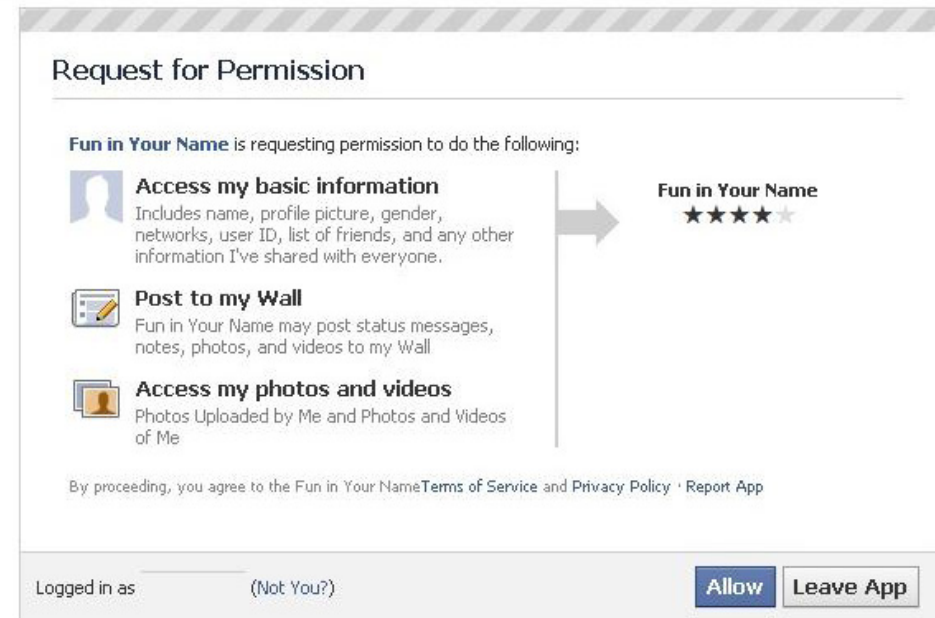 Request for Permission
Fun in Your Name is requesting permission to do the following:
Access my basic information
Includes name, profile picture, gender,
networks, user ID, list of friends, and any other
information I've shared with everyone.
Fun in Your Name
Post to my Wall
Fun in Your Name may post status messages,
notes, photos, and videos to my Wall
Access my photos and videos
Photos Uploaded by Me and Photos and Videos
of Me
By proceeding, you agree to the Fun in Your NameTerms of Service and Privacy Policy · Report App
Logged in as (Not You?)
Allow
Leave App